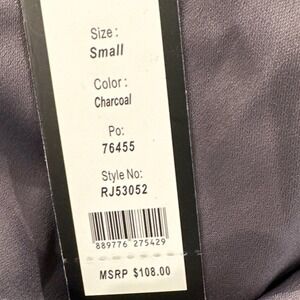 Size:
Small
Color:
Charcoal
Po:
76455
Style No:
RJ53052
889776 275429
MSRP $108.00